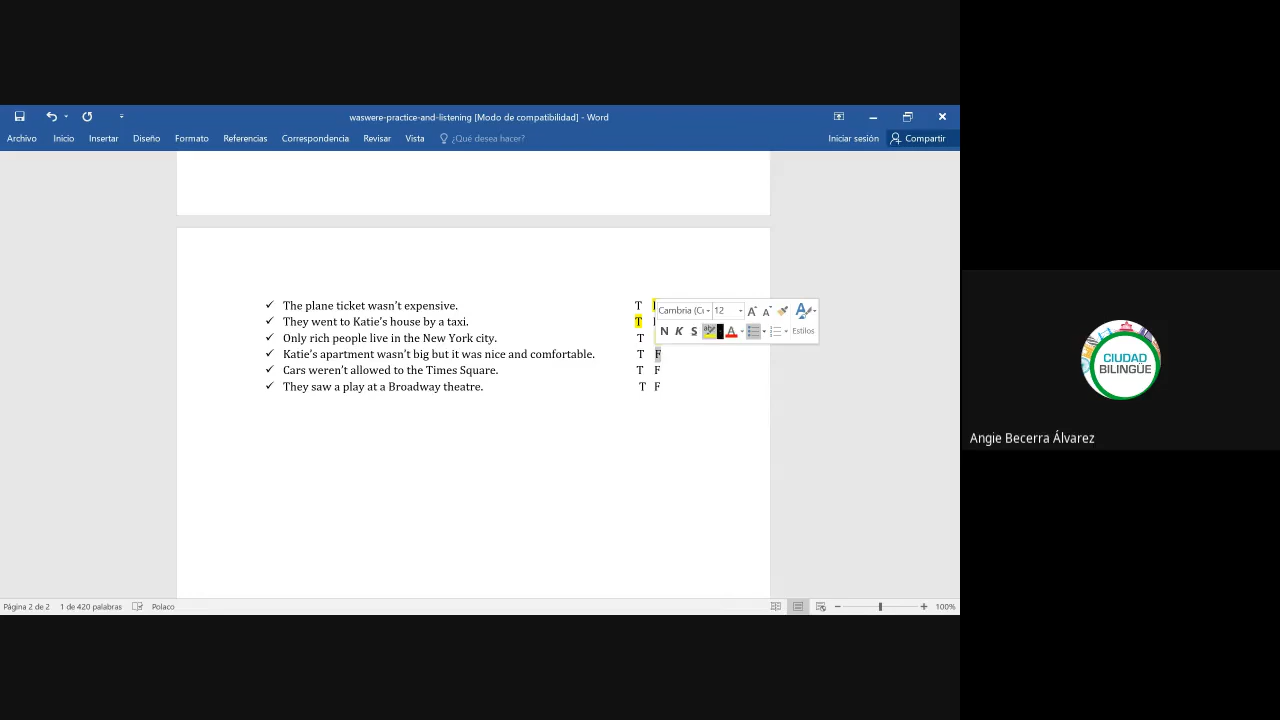 waswere-practice-and-listening [Modo de compatibilidad] - Word
Archivo Inicio Insertar Diseño Formato Referencias Correspondencia Revisar Vista ¿Qué desea hacer? Iniciar sesión Compartir
✓ The plane ticket wasn't expensive. T
✓ They went to Katie's house by a taxi. T
✓ Only rich people live in the New York city. T
✓ Katie's apartment wasn't big but it was nice and comfortable. T F
✓ Cars weren't allowed to the Times Square. T F
✓ They saw a play at a Broadway theatre. T F
Cambria (Cu 12 A A A
N K S aby A Estilos
CIUDAD
BILINGÜE
Angie Becerra Álvarez
Página 2 de 2 1 de 420 palabras Polaco 100%